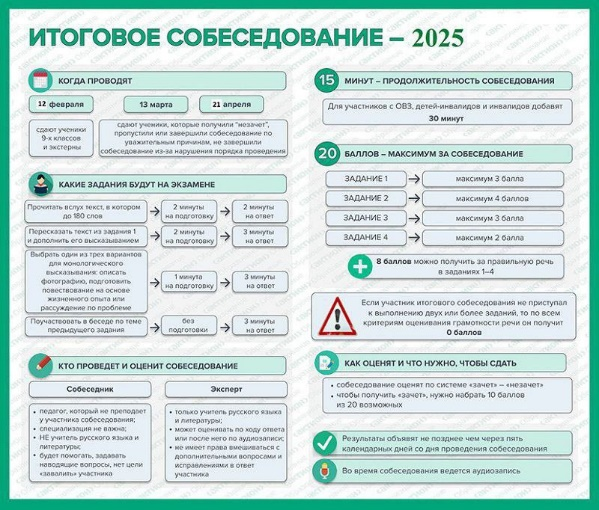 ИТОГОВОЕ СОБЕСЕДОВАНИЕ – 2025
КОГДА ПРОВОДЯТ
12 февраля
13 марта
21 апреля
сдают ученики
9-х классов
и экстерны
сдают ученики, которые получили "незачет",
пропустили или завершили собеседование по
уважительным причинам, не завершили
собеседование из-за нарушения порядка проведения
КАКИЕ ЗАДАНИЯ БУДУТ НА ЭКЗАМЕНЕ
Прочитать вслух текст, в котором
до 180 слов
2 минуты
на подготовку
2 минуты
на ответ
Пересказать текст из задания 1
и дополнить его высказыванием
2 минуты
на подготовку
3 минуты
на ответ
Выбрать один из трех вариантов
для монологического
высказывания: описать
фотографию, подготовить
повествование на основе
жизненного опыта или
рассуждение по проблеме
1 минута
на подготовку
3 минуты
на ответ
Поучаствовать в беседе по теме
предыдущего задания
без
подготовки
3 минуты
на ответ
КТО ПРОВЕДЕТ И ОЦЕНИТ СОБЕСЕДОВАНИЕ
Собеседник
• педагог, который не преподает
у участника собеседования;
• специализация не важна;
• НЕ учитель русского языка и
литературы;
• будет помогать, задавать
наводящие вопросы, нет цели
«завалить» участника
Эксперт
• только учитель русского языка
и литературы;
• может оценивать по ходу ответа
или после него по аудиозаписи;
• не имеет права вмешиваться с
дополнительными вопросами и
исправлениями в ответ
участника
15 МИНУТ – ПРОДОЛЖИТЕЛЬНОСТЬ СОБЕСЕДОВАНИЯ
Для участников с ОВЗ, детей-инвалидов и инвалидов добавят
30 минут
20 БАЛЛОВ – МАКСИМУМ ЗА СОБЕСЕДОВАНИЕ
ЗАДАНИЕ 1
максимум 3 балла
ЗАДАНИЕ 2
максимум 4 баллов
ЗАДАНИЕ 3
максимум 3 балла
ЗАДАНИЕ 4
максимум 2 балла
8 баллов можно получить за правильную речь
в заданиях 1–4
Если участник итогового собеседования не приступал
к выполнению двух или более заданий, то по всем
критериям оценивания грамотности речи он получит
0 баллов
КАК ОЦЕНЯТ И ЧТО НУЖНО, ЧТОБЫ СДАТЬ
• собеседование оценят по системе «зачет» – «незачет»
• чтобы получить «зачет», нужно набрать 10 баллов
из 20 возможных
Результаты объявят не позднее чем через пять
календарных дней со дня проведения собеседования
Во время собеседования ведется аудиозапись